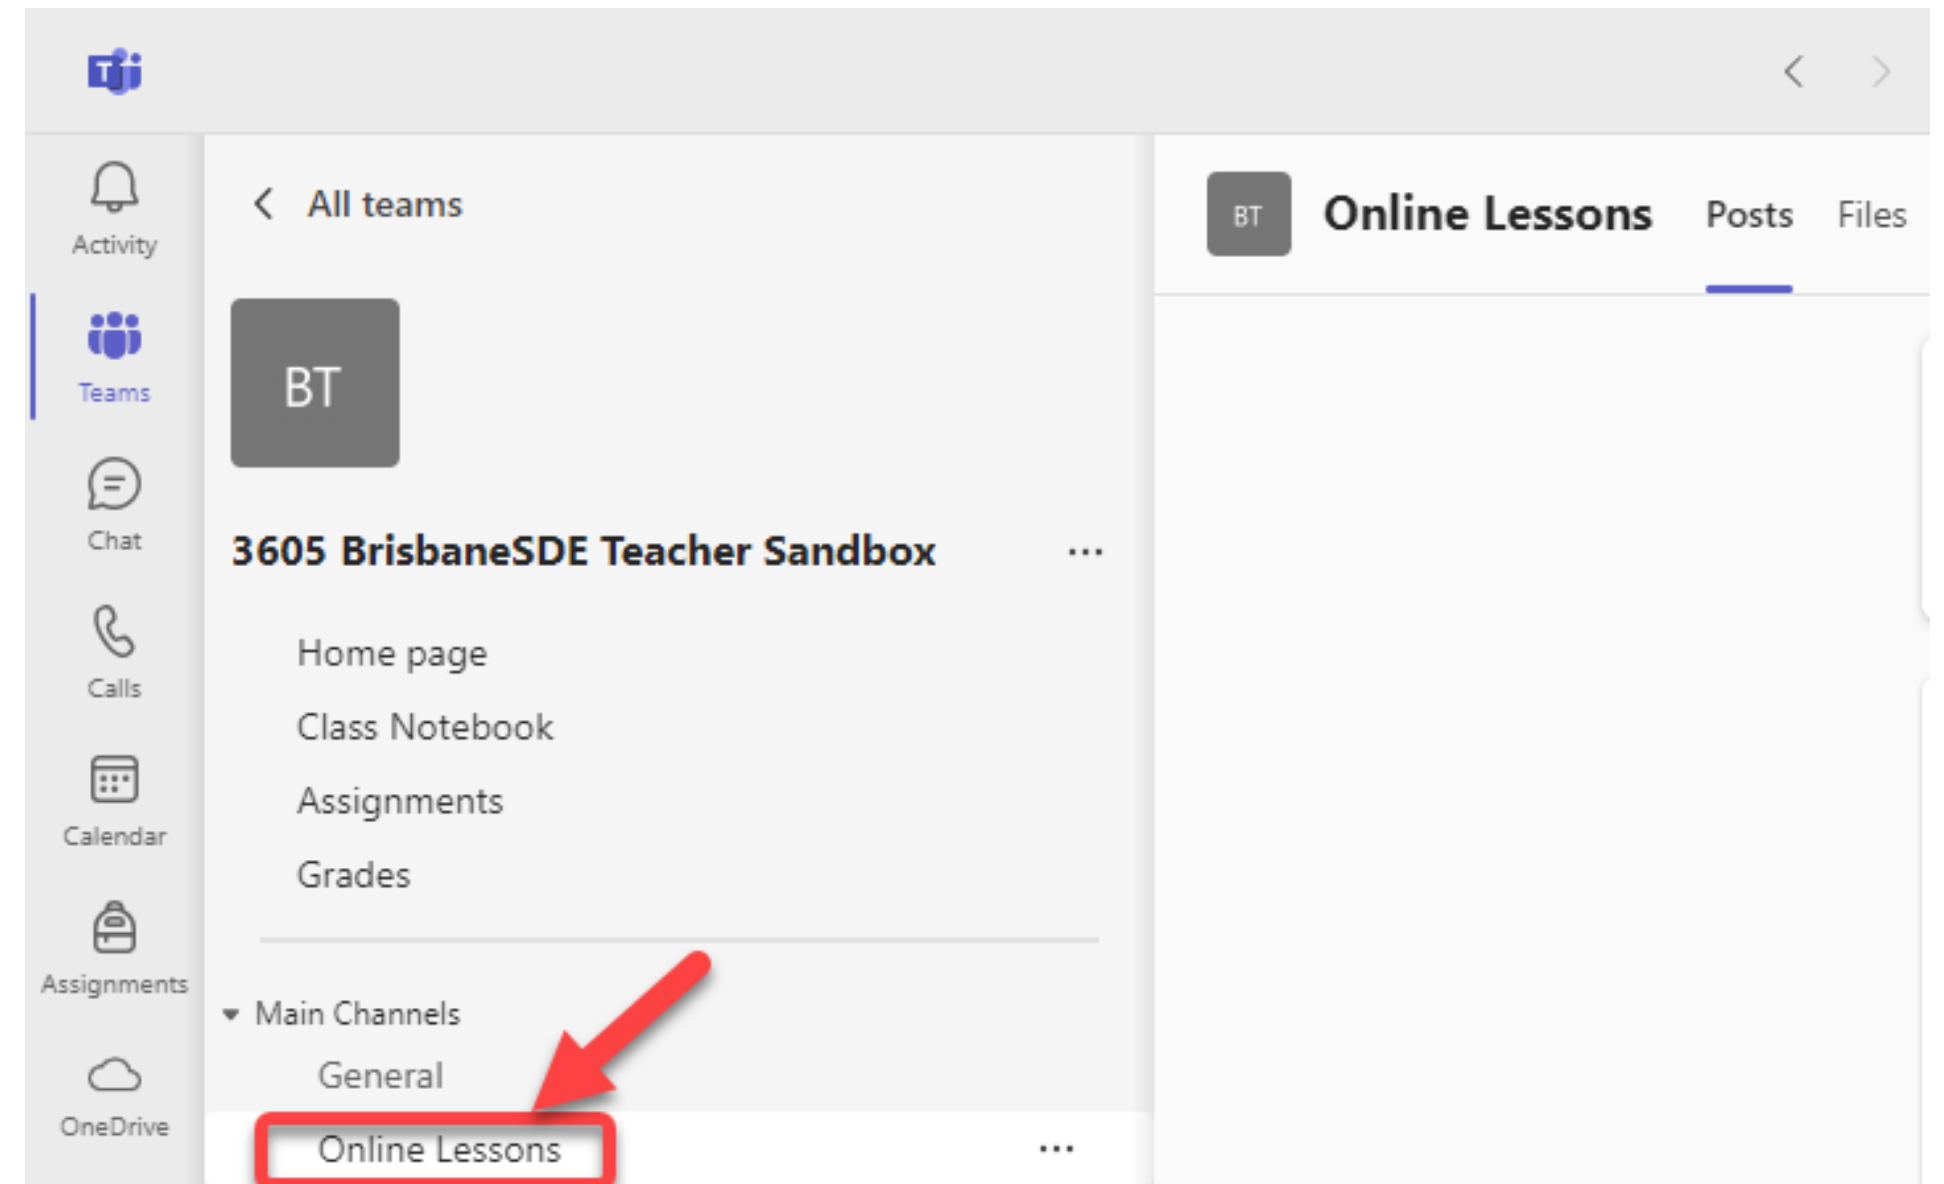 T
Activity
Teams
Chat
Calls
Calendar
Assignments
OneDrive
All teams
BT
3605 BrisbaneSDE Teacher Sandbox
Home page
Class Notebook
Assignments
Grades
Main Channels
General
Online Lessons
BT Online Lessons Posts Files